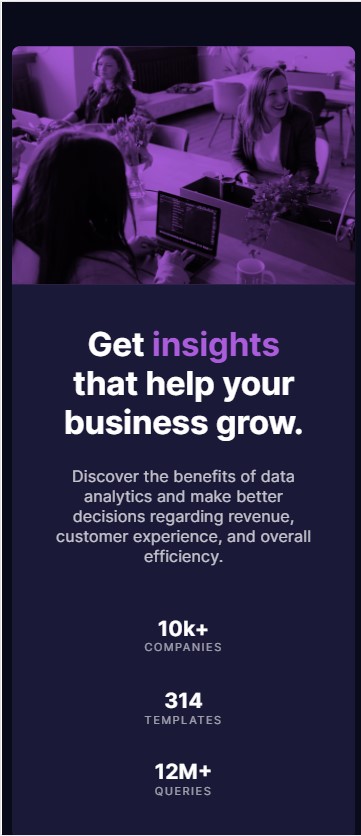 Get insights
that help your
business grow.
Discover the benefits of data
analytics and make better
decisions regarding revenue,
customer experience, and overall
efficiency.
10k+
COMPANIES
314
TEMPLATES
12M+
QUERIES